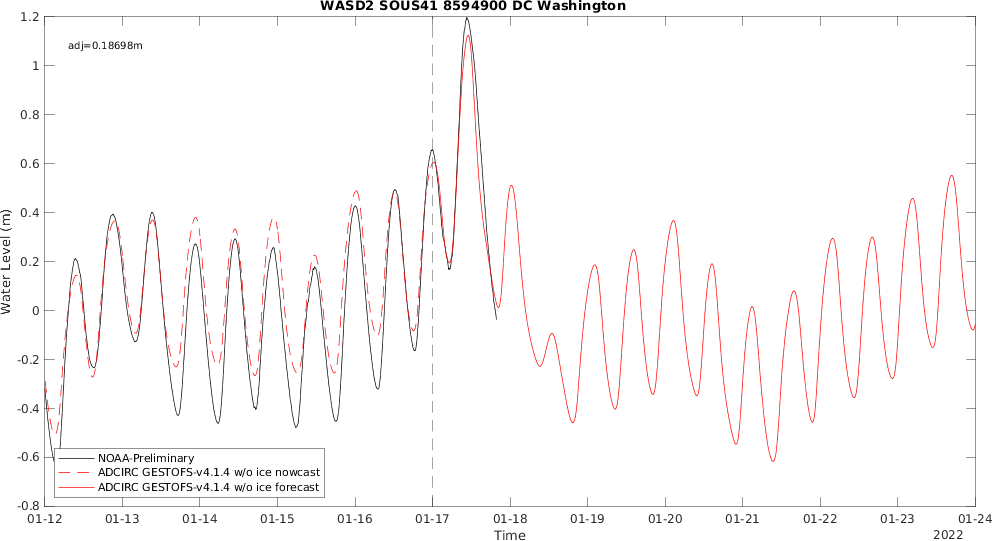 WASD2 SOUS41 8594900 DC Washington
adj=0.18698m
1.2
1
0.8
0.6
0.4
0.2
0
-0.2
-0.4
-0.6
-0.8
Water Level (m)
NOAA-Preliminary
ADCIRC GESTOFS-v4.1.4 w/o ice nowcast
ADCIRC GESTOFS-v4.1.4 w/o ice forecast
01-12 01-13 01-14 01-15 01-16 01-17 01-18 01-19 01-20 01-21 01-22 01-23 01-24
Time
2022